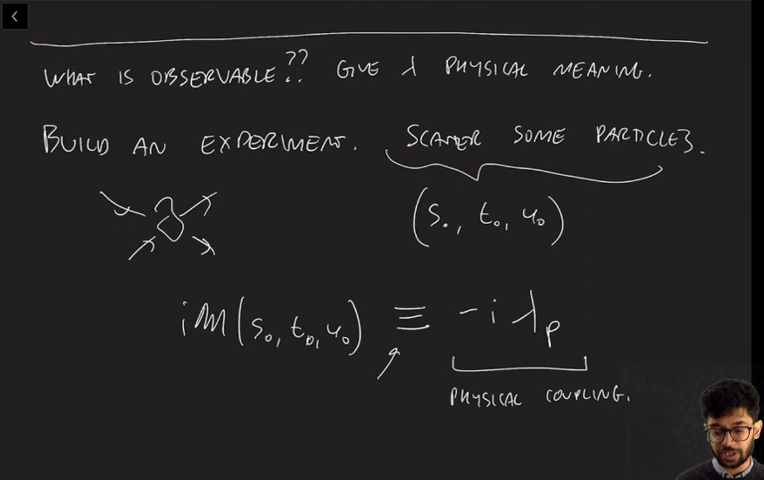 WHAT IS OBSERVABLE?? GIVE λ PHYSICAL MEANING.
BUILD AN EXPERIMENT. SCATTER SOME PARTICLES.
(s₀, t₀, u₀)
iM(s₀, t₀, u₀) ≡ -iλₚ
PHYSICAL COUPLING.